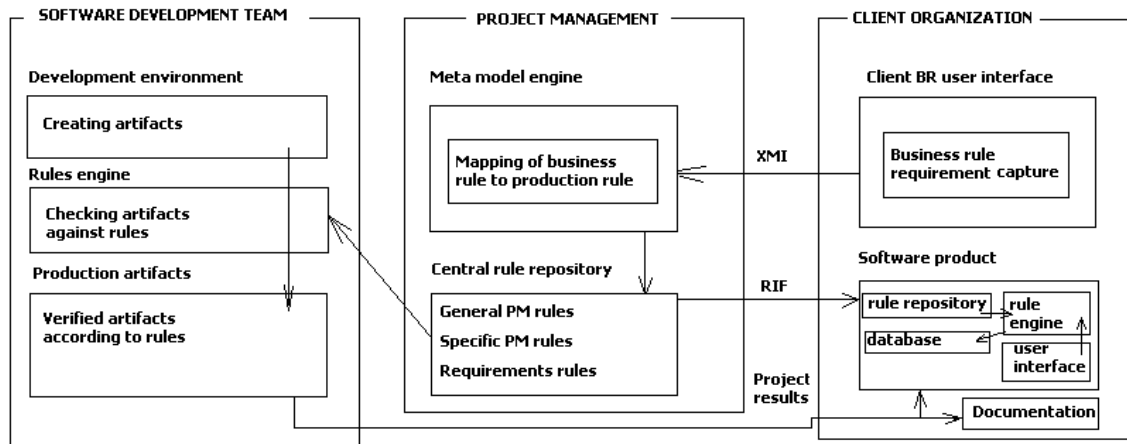 SOFTWARE DEVELOPMENT TEAM
Development environment
Creating artifacts
Rules engine
Checking artifacts
against rules
Production artifacts
Verified artifacts
according to rules
PROJECT MANAGEMENT
Meta model engine
Mapping of business
rule to production rule
Central rule repository
General PM rules
Specific PM rules
Requirements rules
XMI
RIF
Project
results
CLIENT ORGANIZATION
Client BR user interface
Business rule
requirement capture
Software product
rule repository
rule
engine
database
user
interface
Documentation